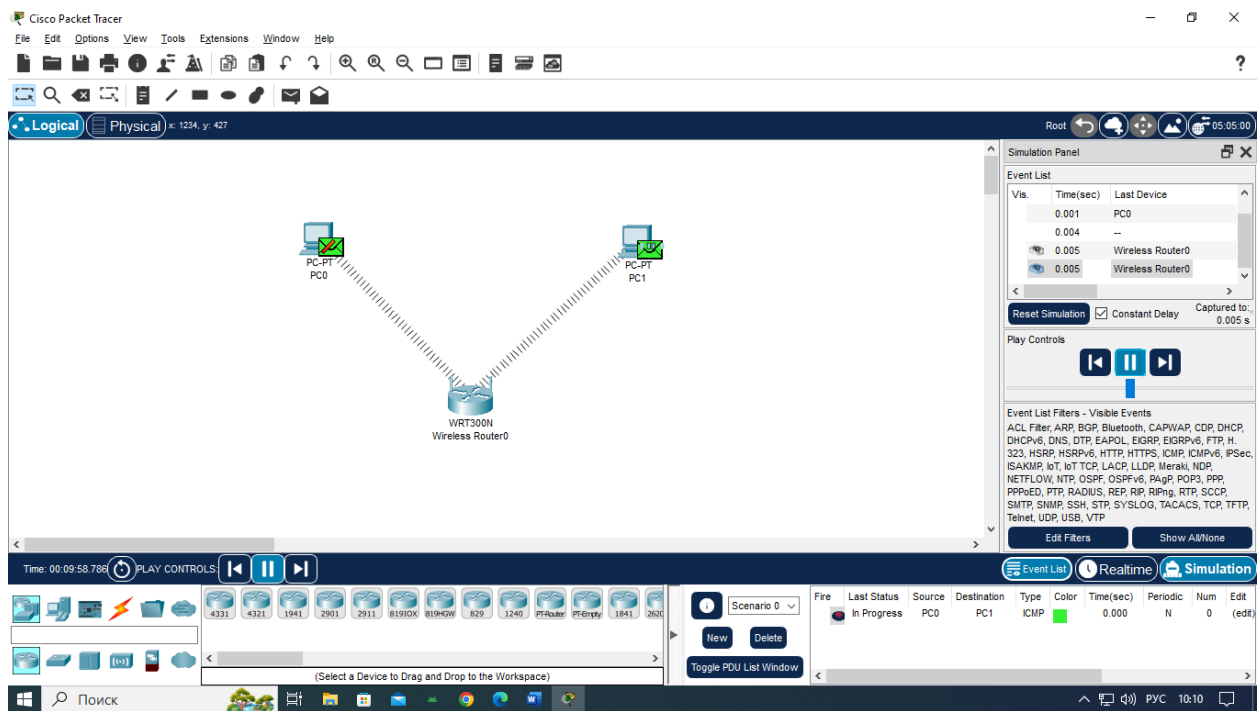 Cisco Packet Tracer
File Edit Options View Tools Extensions Window Help
?
Logical Physical x: 1234, y: 427 Root 05:05:00
Simulation Panel
Event List
Vis. Time(sec) Last Device
0.001 PC0
0.004 --
0.005 Wireless Router0
0.005 Wireless Router0
Reset Simulation Constant Delay Captured to:
0.005 s
Play Controls
PC-PT
PC0
PC-PT
PC1
WRT300N
Wireless Router0
Event List Filters - Visible Events
ACL Filter, ARP, BGP, Bluetooth, CAPWAP, CDP, DHCP,
DHCPv6, DNS, DTP, EAPOL, EIGRP, EIGRPv6, FTP, H.
323, HSRP, HSRPv6, HTTP, HTTPS, ICMP, ICMPv6, IPSec,
ISAKMP, IoT, IoT TCP, LACP, LLDP, Meraki, NDP,
NETFLOW, NTP, OSPF, OSPFv6, PAgP, POP3, PPP,
PPPoED, PTP, RADIUS, REP, RIP, RIPng, RTP, SCCP,
SMTP, SNMP, SSH, STP, SYSLOG, TACACS, TCP, TFTP,
Telnet, UDP, USB, VTP
Edit Filters Show All/None
Time: 00:09:58.786 PLAY CONTROLS: Event List Realtime Simulation
4331 4321 1941 2901 2911 819IOX 819HGW 829 1240 PT-Router PT-Empty 1841 262
(Select a Device to Drag and Drop to the Workspace)
Scenario 0
New Delete
Toggle PDU List Window
Fire Last Status Source Destination Type Color Time(sec) Periodic Num Edit
In Progress PC0 PC1 ICMP 0.000 N 0 (edit)
Поиск РУС 10:10